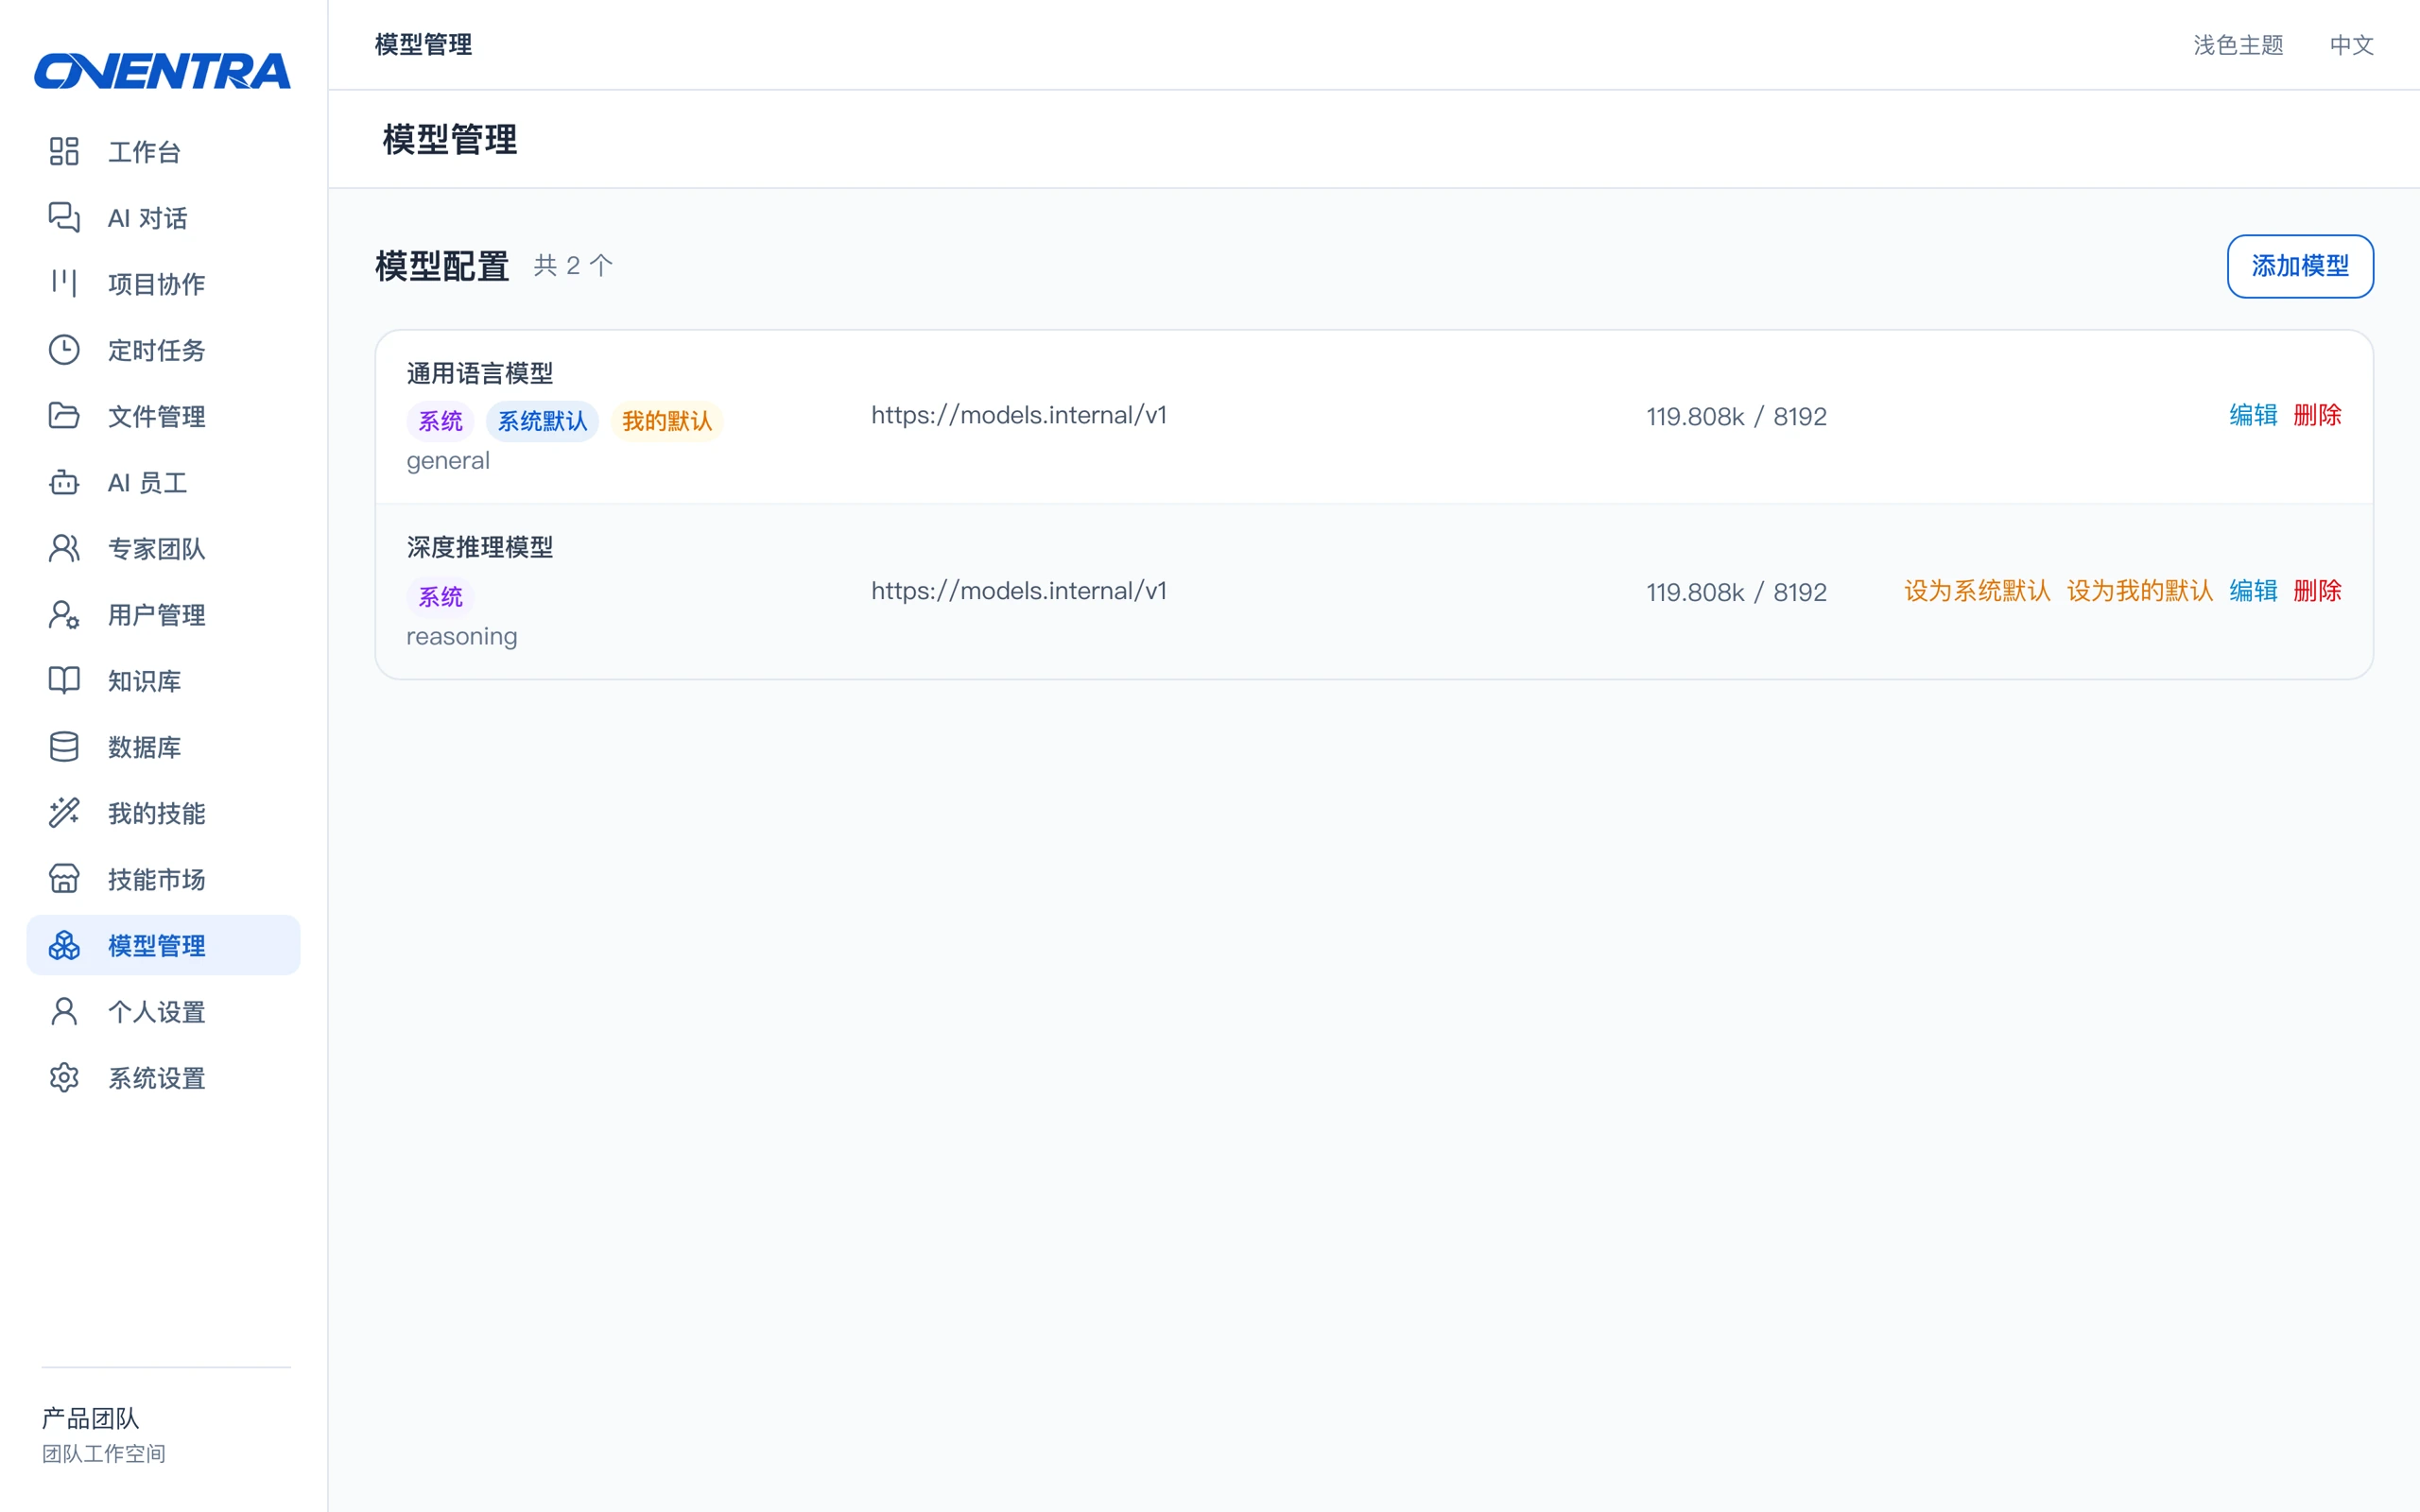 ONENTRA
工作台
AI 对话
项目协作
定时任务
文件管理
AI 员工
专家团队
用户管理
知识库
数据库
我的技能
技能市场
模型管理
个人设置
系统设置
产品团队
团队工作空间
模型管理
浅色主题 中文
模型管理
模型配置 共 2 个
添加模型
通用语言模型
系统 系统默认 我的默认
general
https://models.internal/v1
119.808k / 8192
编辑 删除
深度推理模型
系统
reasoning
https://models.internal/v1
119.808k / 8192
设为系统默认 设为我的默认 编辑 删除